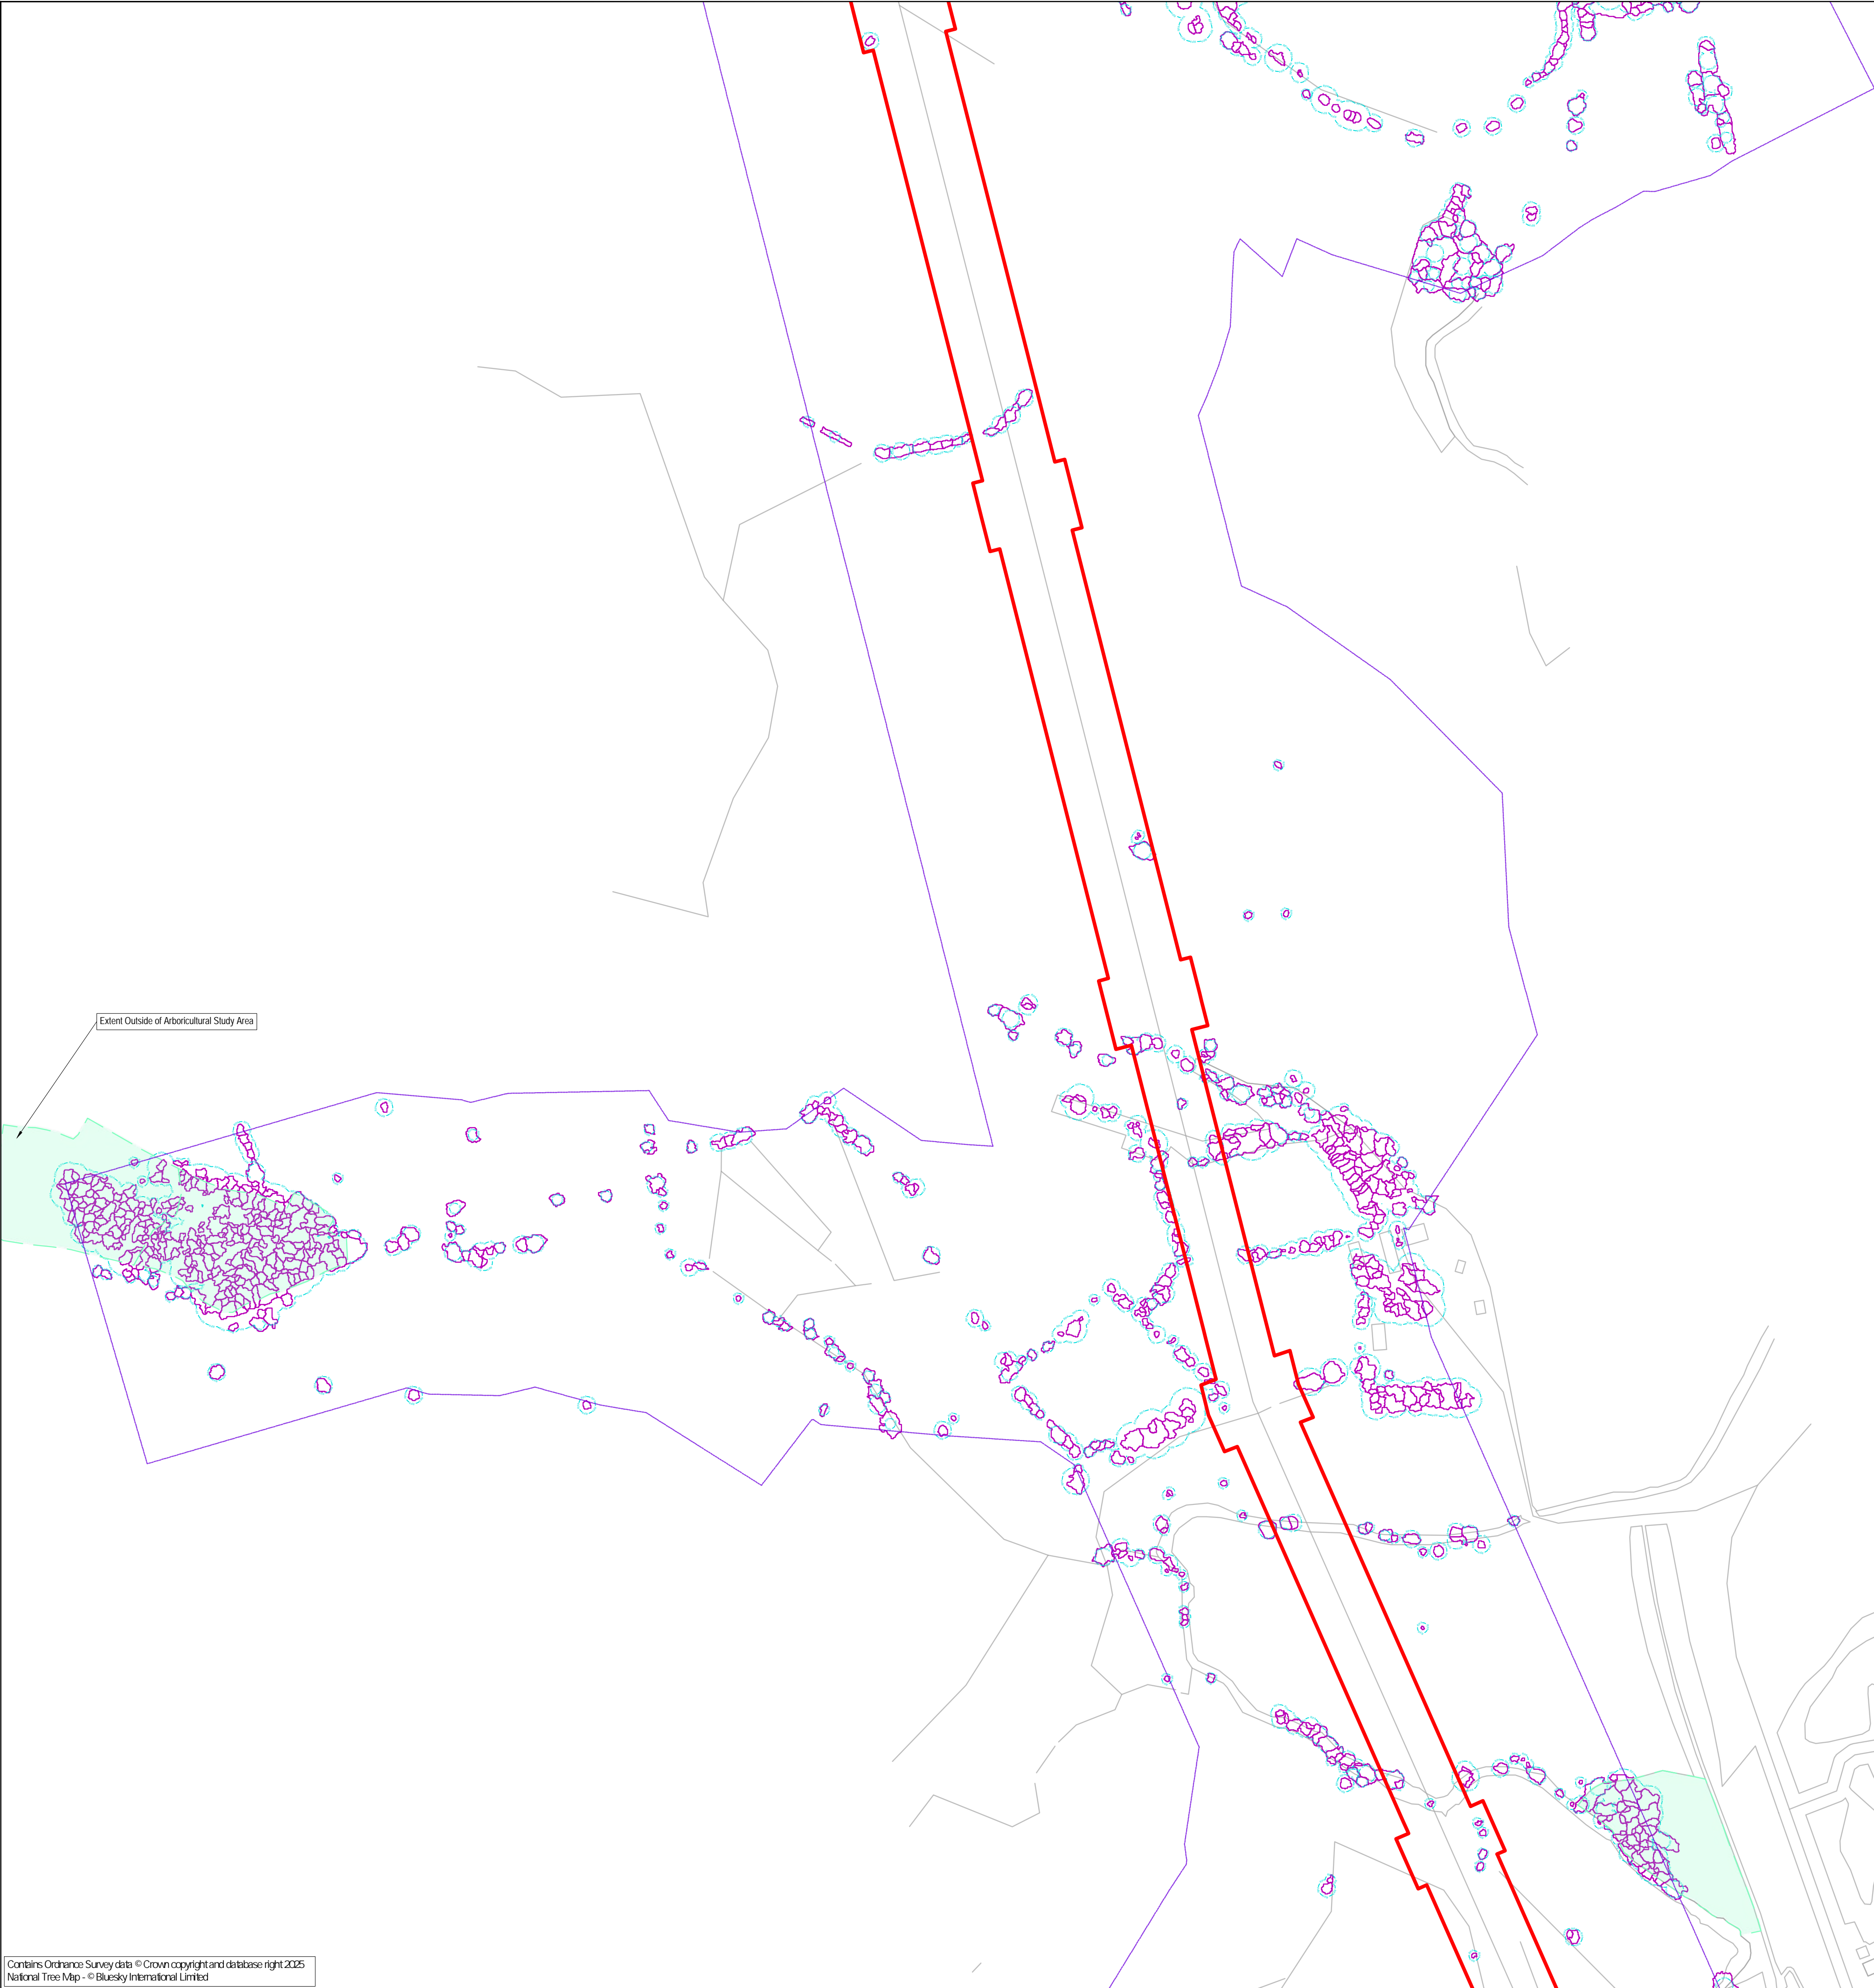 Extent Outside of Arboricultural Study Area
Contains Ordnance Survey data © Crown copyright and database right 2025
National Tree Map - © Bluesky International Limited